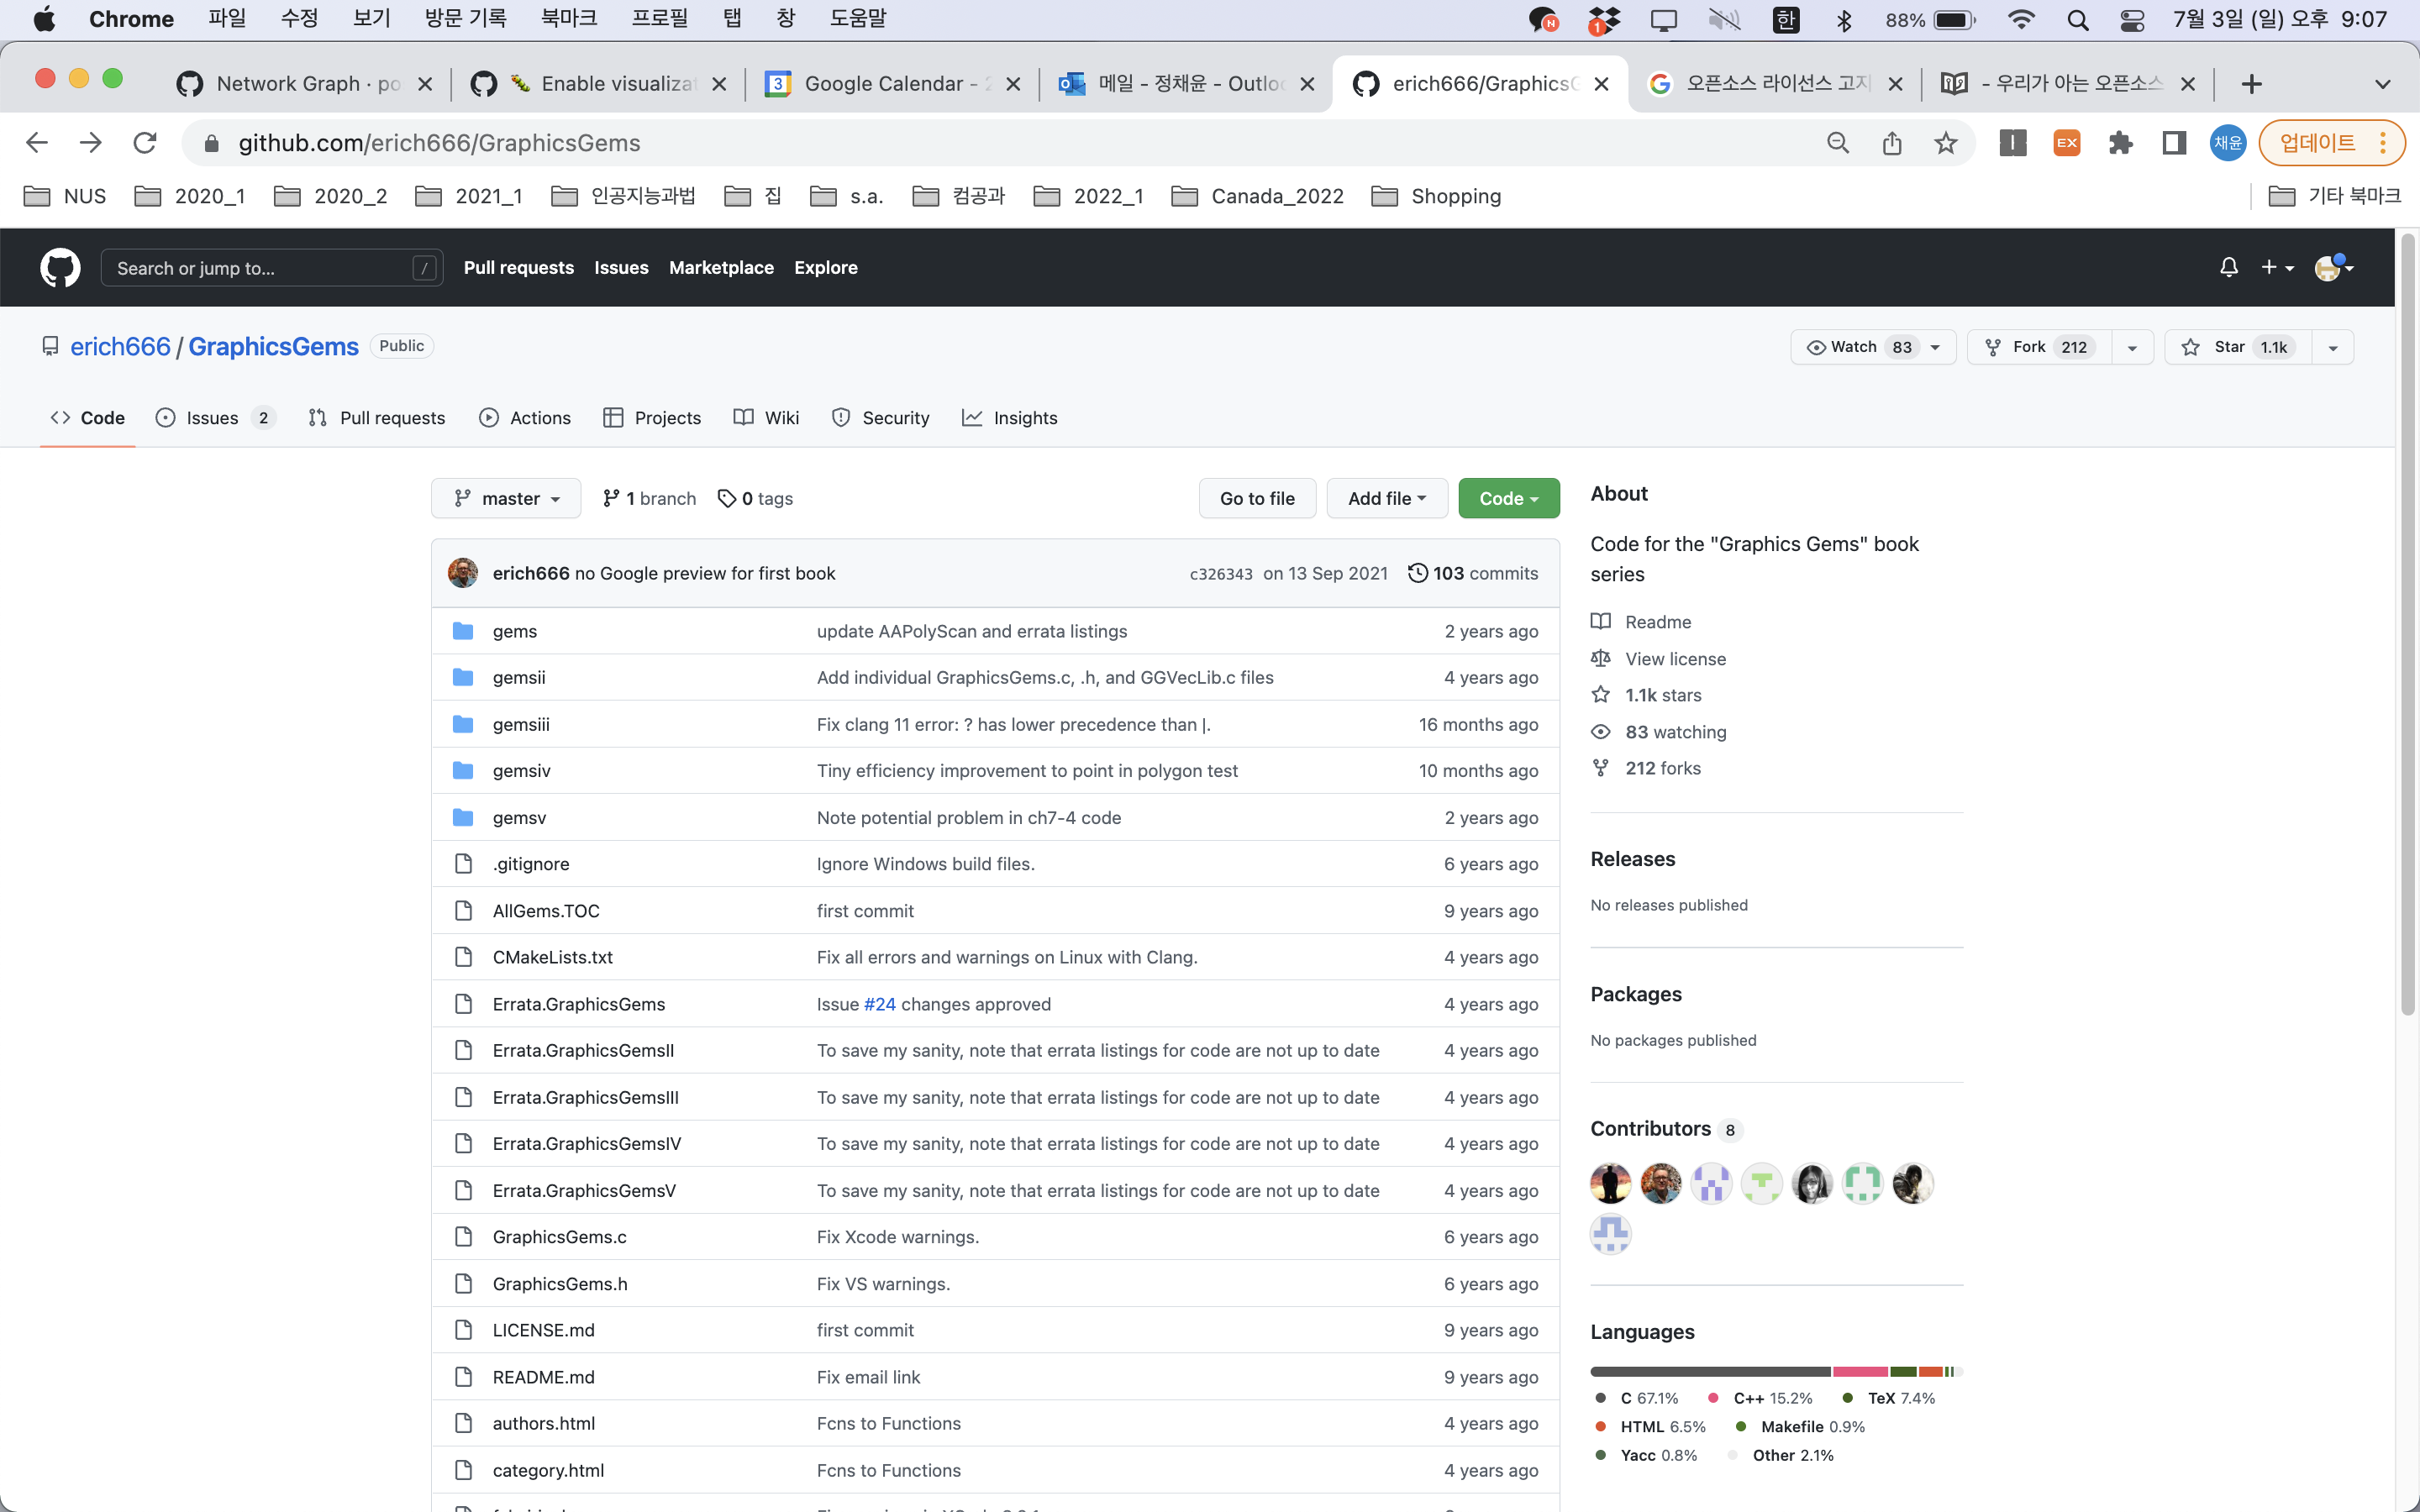 Chrome 파일 수정 보기 방문 기록 북마크 프로필 탭 창 도움말 N 1 한 88% 7월 3일 (일) 오후 9:07
Network Graph · po Enable visualizat 3 Google Calendar - 2 메일 - 정채윤 - Outloo erich666/GraphicsG 오픈소스 라이선스 고지 - 우리가 아는 오픈소스
github.com/erich666/GraphicsGems EX 채윤 업데이트
NUS 2020_1 2020_2 2021_1 인공지능과법 집 s.a. 컴공과 2022_1 Canada_2022 Shopping 기타 북마크
Search or jump to... / Pull requests Issues Marketplace Explore
erich666 / GraphicsGems Public Watch 83 Fork 212 Star 1.1k
Code Issues 2 Pull requests Actions Projects Wiki Security Insights
master 1 branch 0 tags Go to file Add file Code
erich666 no Google preview for first book c326343 on 13 Sep 2021 103 commits
gems update AAPolyScan and errata listings 2 years ago
gemsii Add individual GraphicsGems.c, .h, and GGVecLib.c files 4 years ago
gemsiii Fix clang 11 error: ? has lower precedence than |. 16 months ago
gemsiv Tiny efficiency improvement to point in polygon test 10 months ago
gemsv Note potential problem in ch7-4 code 2 years ago
.gitignore Ignore Windows build files. 6 years ago
AllGems.TOC first commit 9 years ago
CMakeLists.txt Fix all errors and warnings on Linux with Clang. 4 years ago
Errata.GraphicsGems Issue #24 changes approved 4 years ago
Errata.GraphicsGemsII To save my sanity, note that errata listings for code are not up to date 4 years ago
Errata.GraphicsGemsIII To save my sanity, note that errata listings for code are not up to date 4 years ago
Errata.GraphicsGemsIV To save my sanity, note that errata listings for code are not up to date 4 years ago
Errata.GraphicsGemsV To save my sanity, note that errata listings for code are not up to date 4 years ago
GraphicsGems.c Fix Xcode warnings. 6 years ago
GraphicsGems.h Fix VS warnings. 6 years ago
LICENSE.md first commit 9 years ago
README.md Fix email link 9 years ago
authors.html Fcns to Functions 4 years ago
category.html Fcns to Functions 4 years ago
About
Code for the "Graphics Gems" book
series
Readme
View license
1.1k stars
83 watching
212 forks
Releases
No releases published
Packages
No packages published
Contributors 8
Languages
C 67.1% C++ 15.2% TeX 7.4%
HTML 6.5% Makefile 0.9%
Yacc 0.8% Other 2.1%